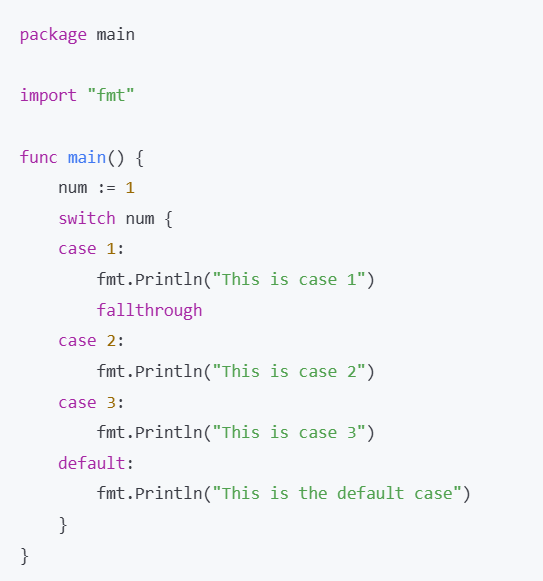 package main
import "fmt"
func main() {
    num := 1
    switch num {
    case 1:
        fmt.Println("This is case 1")
        fallthrough
    case 2:
        fmt.Println("This is case 2")
    case 3:
        fmt.Println("This is case 3")
    default:
        fmt.Println("This is the default case")
    }
}